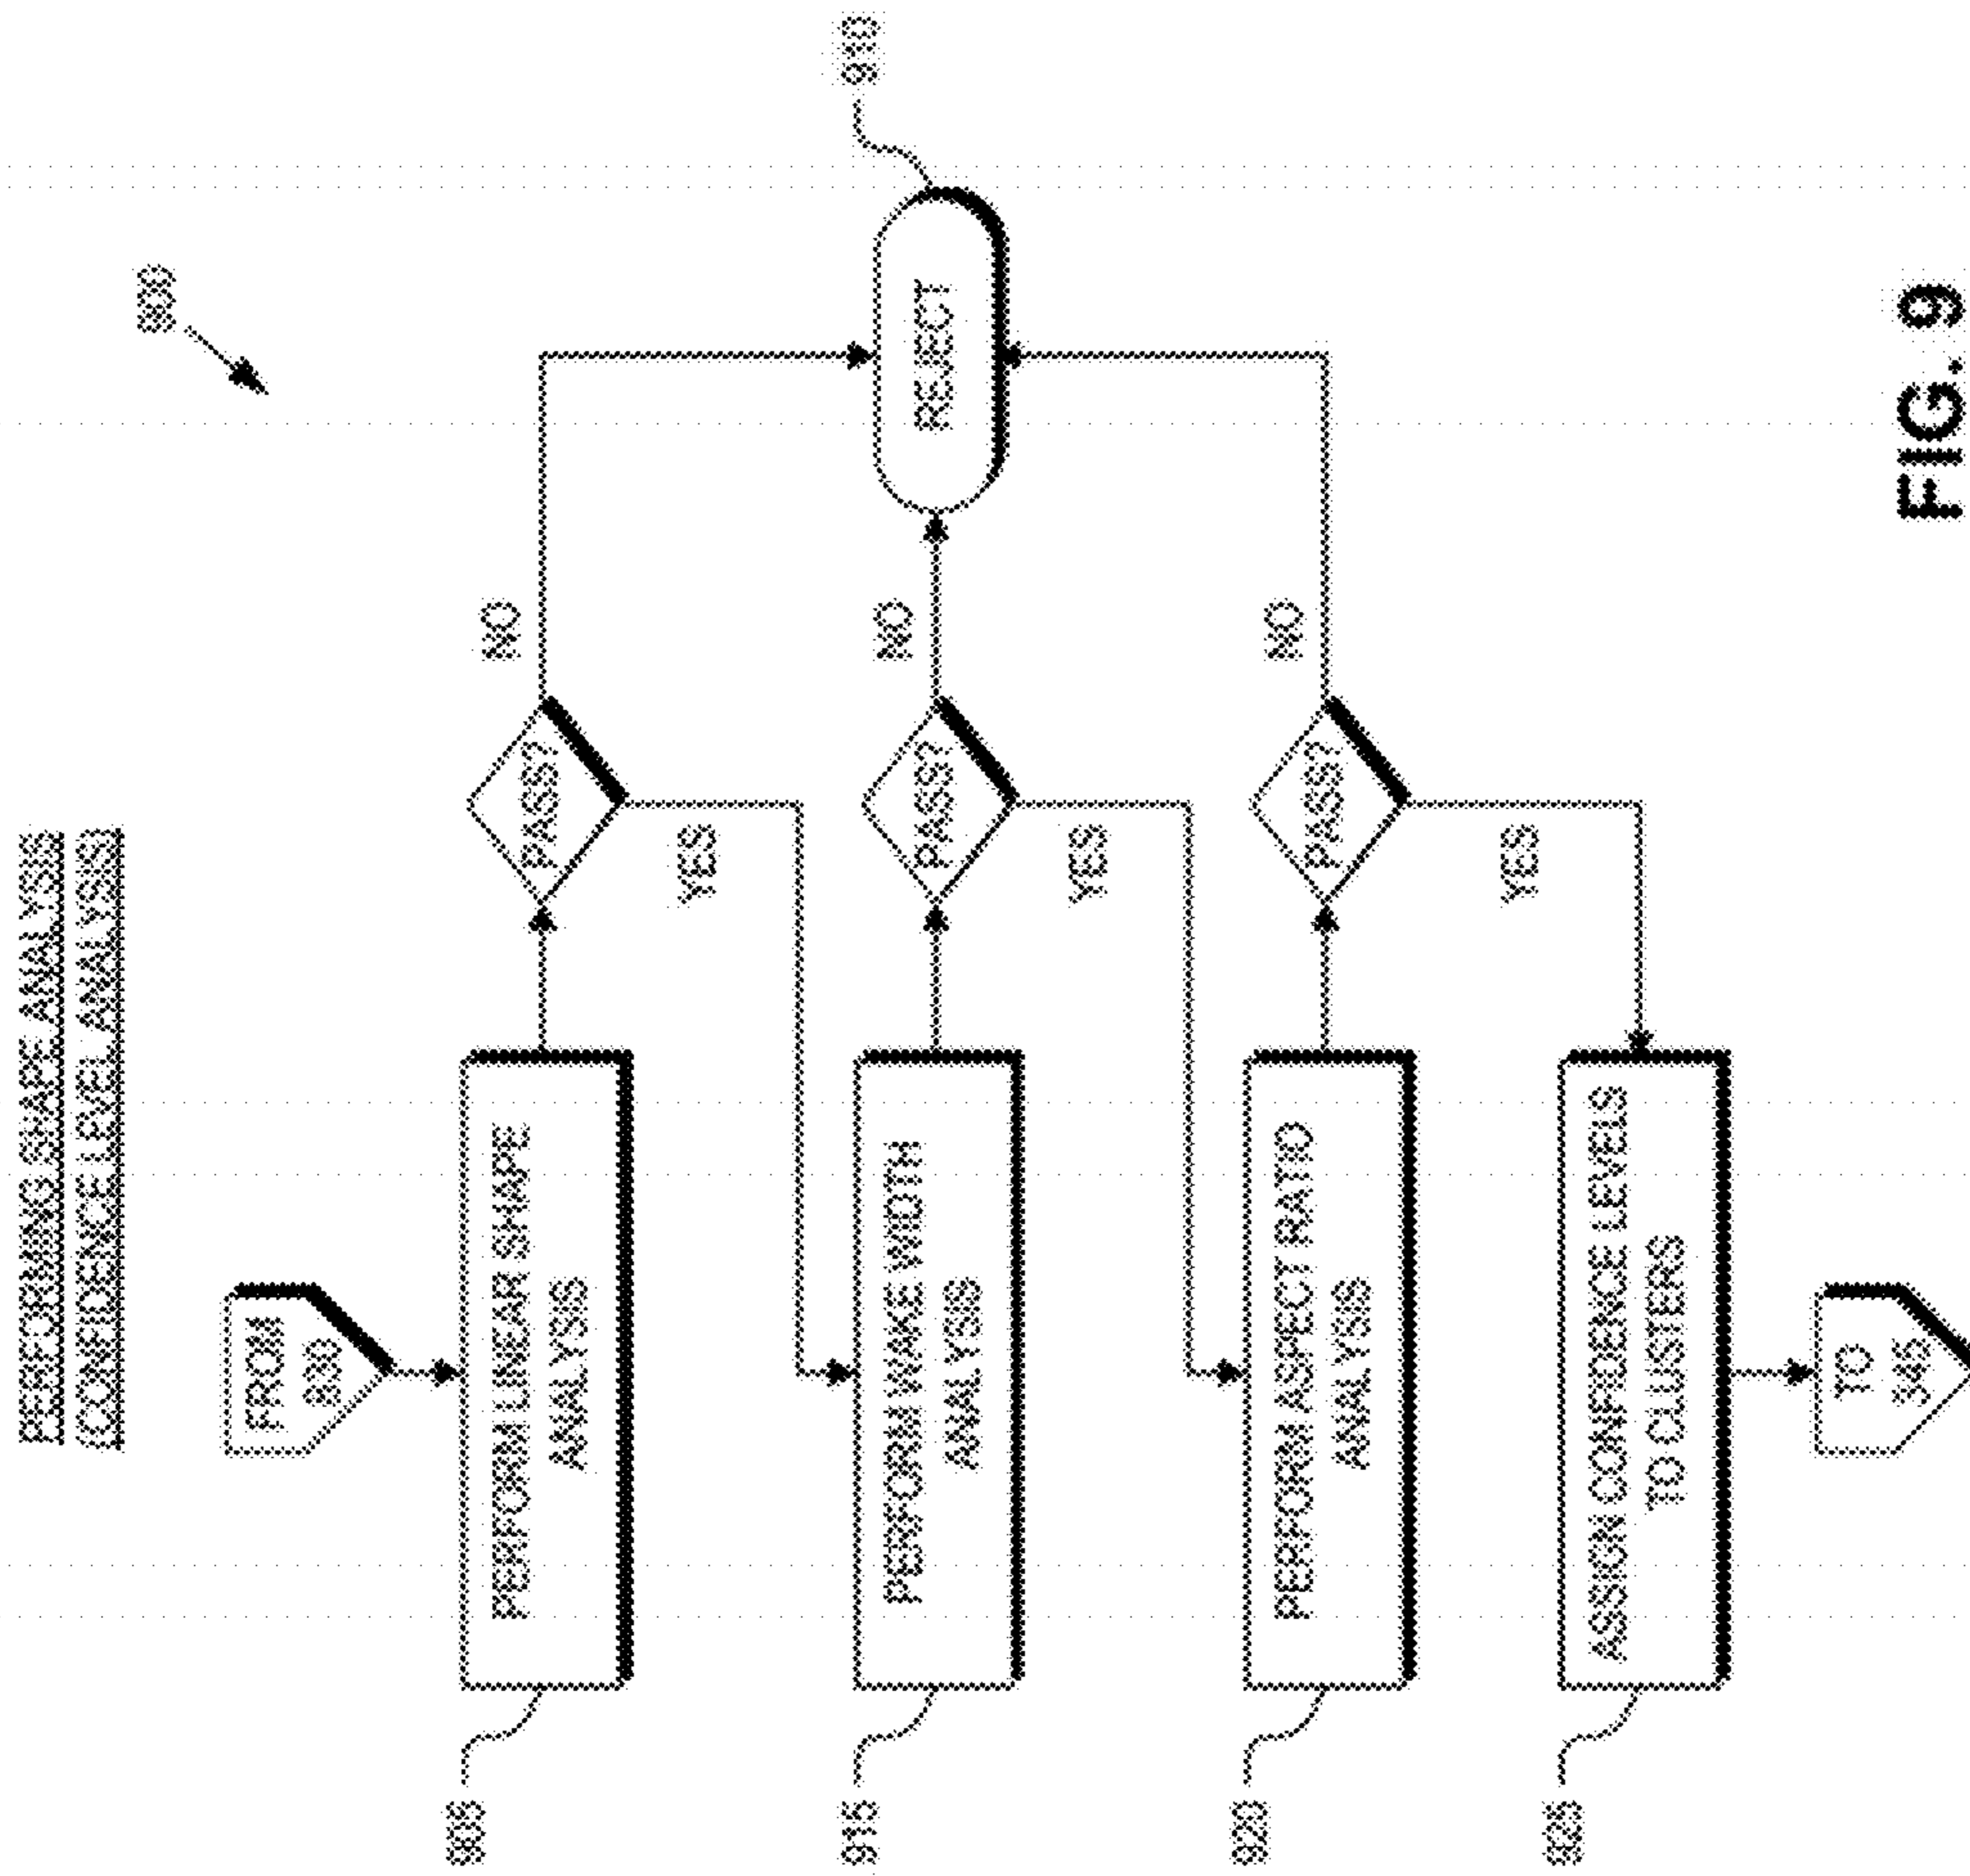 PERFORMING SHAPE ANALYSIS
(CONFIDENCE LEVEL ANALYSIS)
FROM
830
905
PERFORM LINEAR SHAPE
ANALYSIS
PASS?
NO
YES
915
PERFORM WAKE WIDTH
ANALYSIS
PASS?
NO
REJECT
910
YES
920
PERFORM ASPECT RATIO
ANALYSIS
PASS?
NO
YES
925
ASSIGN CONFIDENCE LEVELS
TO CLUSTERS
TO
345
FIG. 9